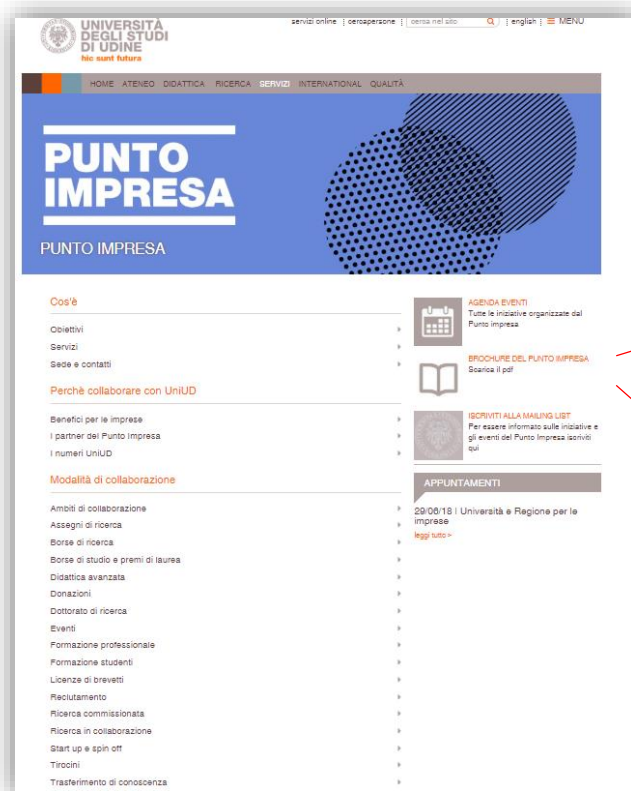 UNIVERSITÀ
DEGLI STUDI
DI UDINE
hic sunt futura
servizi online | cercapersone | cerca nel sito | english | MENU
HOME ATENEO DIDATTICA RICERCA SERVIZI INTERNATIONAL QUALITÀ
PUNTO
IMPRESA
PUNTO IMPRESA
Cos'è
Obiettivi
Servizi
Sede e contatti
Perchè collaborare con UniUD
Benefici per le imprese
I partner del Punto Impresa
I numeri UniUD
Modalità di collaborazione
Ambiti di collaborazione
Assegni di ricerca
Borse di ricerca
Borse di studio e premi di laurea
Didattica avanzata
Donazioni
Dottorato di ricerca
Eventi
Formazione professionale
Formazione studenti
Licenze di brevetti
Reclutamento
Ricerca commissionata
Ricerca in collaborazione
Start up e spin off
Tirocini
Trasferimento di conoscenza
AGENDA EVENTI
Tutte le iniziative organizzate dal
Punto impresa
BROCHURE DEL PUNTO IMPRESA
Scarica il pdf
ISCRIVITI ALLA MAILING LIST
Per essere informato sulle iniziative e
gli eventi del Punto Impresa iscriviti
qui
APPUNTAMENTI
29/06/18 | Università e Regione per le
imprese
leggi tutto >